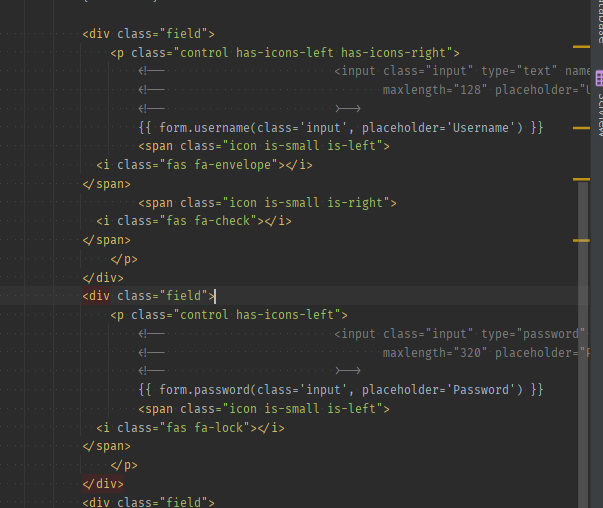 <div class="field">
<p class="control has-icons-left has-icons-right">
<!-- <input class="input" type="text" name
<!-- maxlength="128" placeholder="U
<!-- >-->
{{ form.username(class='input', placeholder='Username') }}
<span class="icon is-small is-left">
<i class="fas fa-envelope"></i>
</span>
<span class="icon is-small is-right">
<i class="fas fa-check"></i>
</span>
</p>
</div>
<div class="field">
<p class="control has-icons-left">
<!-- <input class="input" type="password"
<!-- maxlength="320" placeholder="P
<!-- >-->
{{ form.password(class='input', placeholder='Password') }}
<span class="icon is-small is-left">
<i class="fas fa-lock"></i>
</span>
</p>
</div>
<div class="field">
SciView